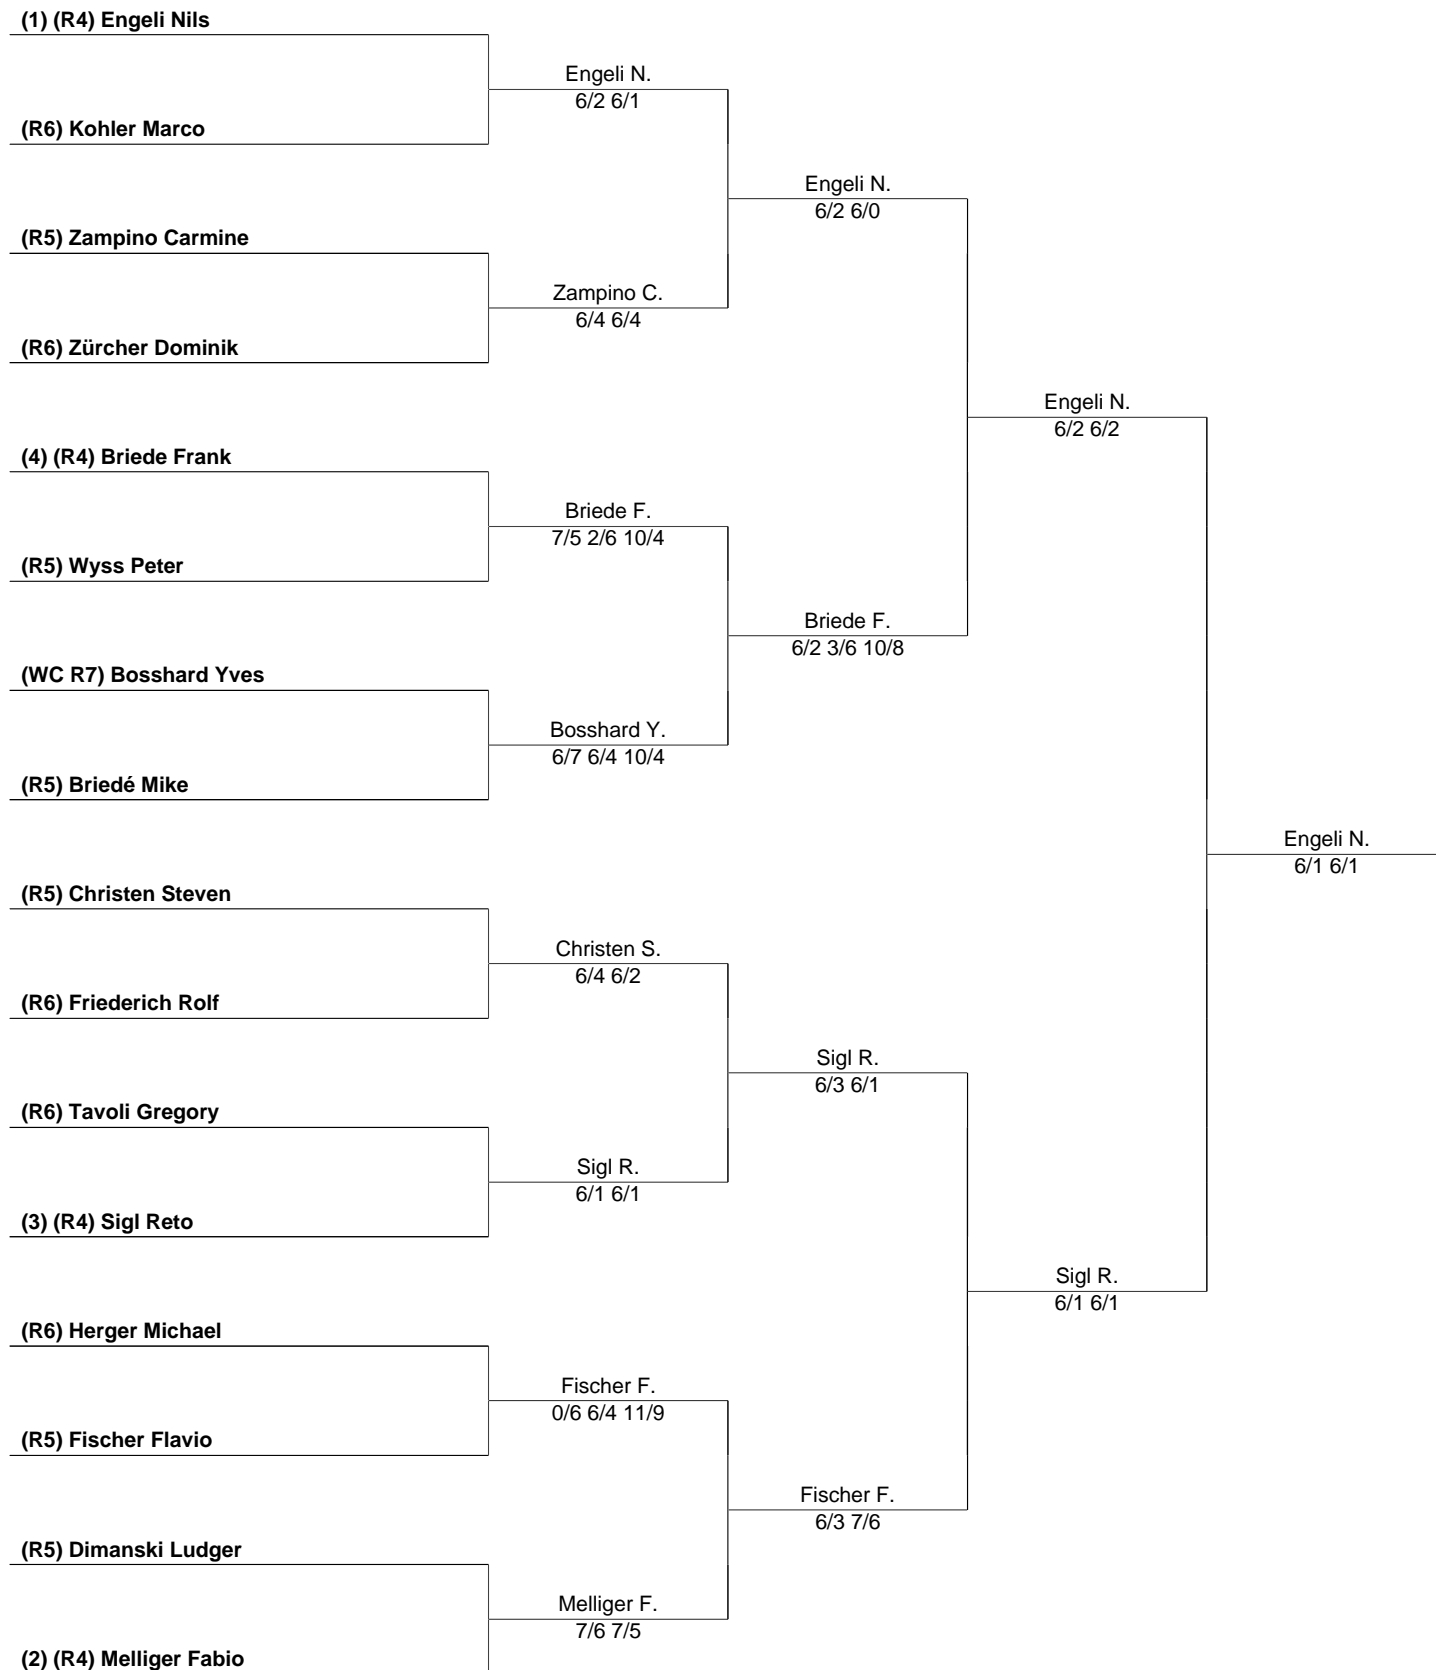 (1) (R4) Engeli Nils
Engeli N.
6/2 6/1
(R6) Kohler Marco
Engeli N.
6/2 6/0
(R5) Zampino Carmine
Zampino C.
6/4 6/4
(R6) Zürcher Dominik
Engeli N.
6/2 6/2
(4) (R4) Briede Frank
Briede F.
7/5 2/6 10/4
(R5) Wyss Peter
Briede F.
6/2 3/6 10/8
(WC R7) Bosshard Yves
Bosshard Y.
6/7 6/4 10/4
(R5) Briedé Mike
Engeli N.
6/1 6/1
(R5) Christen Steven
Christen S.
6/4 6/2
(R6) Friederich Rolf
Sigl R.
6/3 6/1
(R6) Tavoli Gregory
Sigl R.
6/1 6/1
(3) (R4) Sigl Reto
Sigl R.
6/1 6/1
(R6) Herger Michael
Fischer F.
0/6 6/4 11/9
(R5) Fischer Flavio
Fischer F.
6/3 7/6
(R5) Dimanski Ludger
Melliger F.
7/6 7/5
(2) (R4) Melliger Fabio